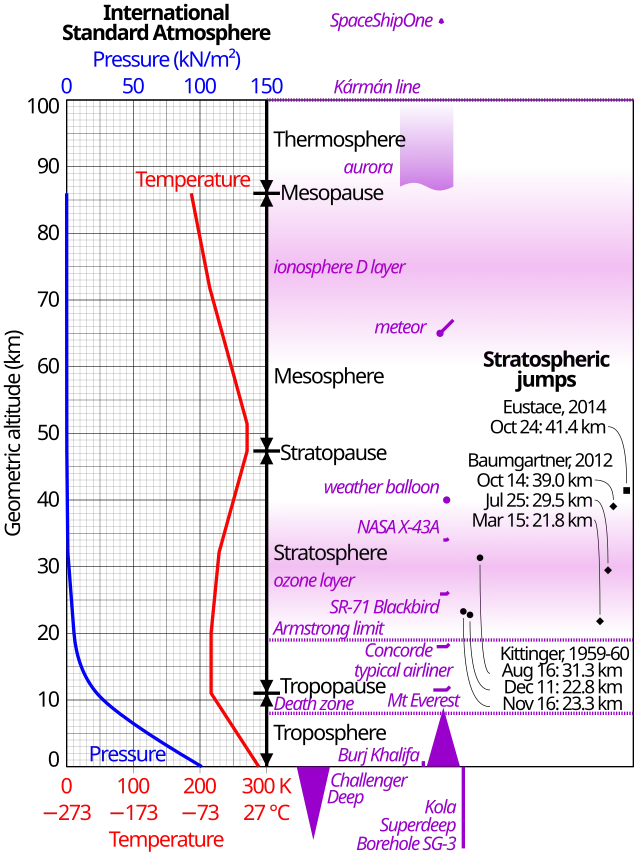 International
Standard Atmosphere
Pressure (kN/m²)
0 50 100 150
SpaceShipOne
Kármán line
100
90
80
70
60
50
40
30
20
10
0
Geometric altitude (km)
Temperature
Pressure
Thermosphere
aurora
Mesopause
ionosphere D layer
meteor
Mesosphere
Stratopause
weather balloon
NASA X-43A
Stratosphere
ozone layer
SR-71 Blackbird
Armstrong limit
Concorde
typical airliner
Tropopause
Death zone
Mt Everest
Troposphere
Burj Khalifa
Stratospheric
jumps
Eustace, 2014
Oct 24: 41.4 km
Baumgartner, 2012
Oct 14: 39.0 km
Jul 25: 29.5 km
Mar 15: 21.8 km
Kittinger, 1959-60
Aug 16: 31.3 km
Dec 11: 22.8 km
Nov 16: 23.3 km
0 100 200 300 K
−273 −173 −73 27 °C
Temperature
Challenger
Deep
Kola
Superdeep
Borehole SG-3